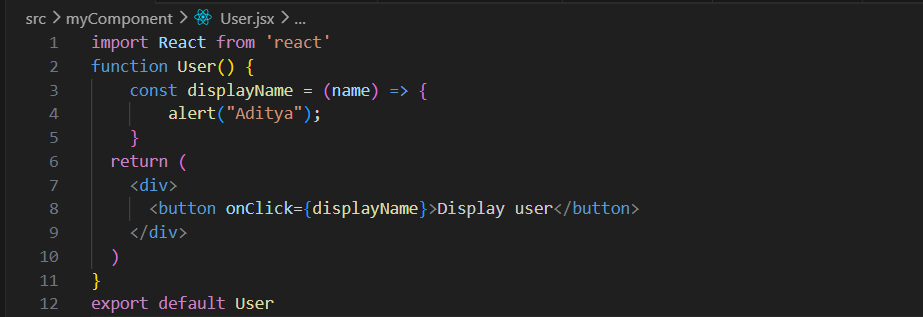 src > myComponent > User.jsx > ...
1 import React from 'react'
2 function User() {
3     const displayName = (name) => {
4         alert("Aditya");
5     }
6   return (
7     <div>
8       <button onClick={displayName}>Display user</button>
9     </div>
10   )
11 }
12 export default User